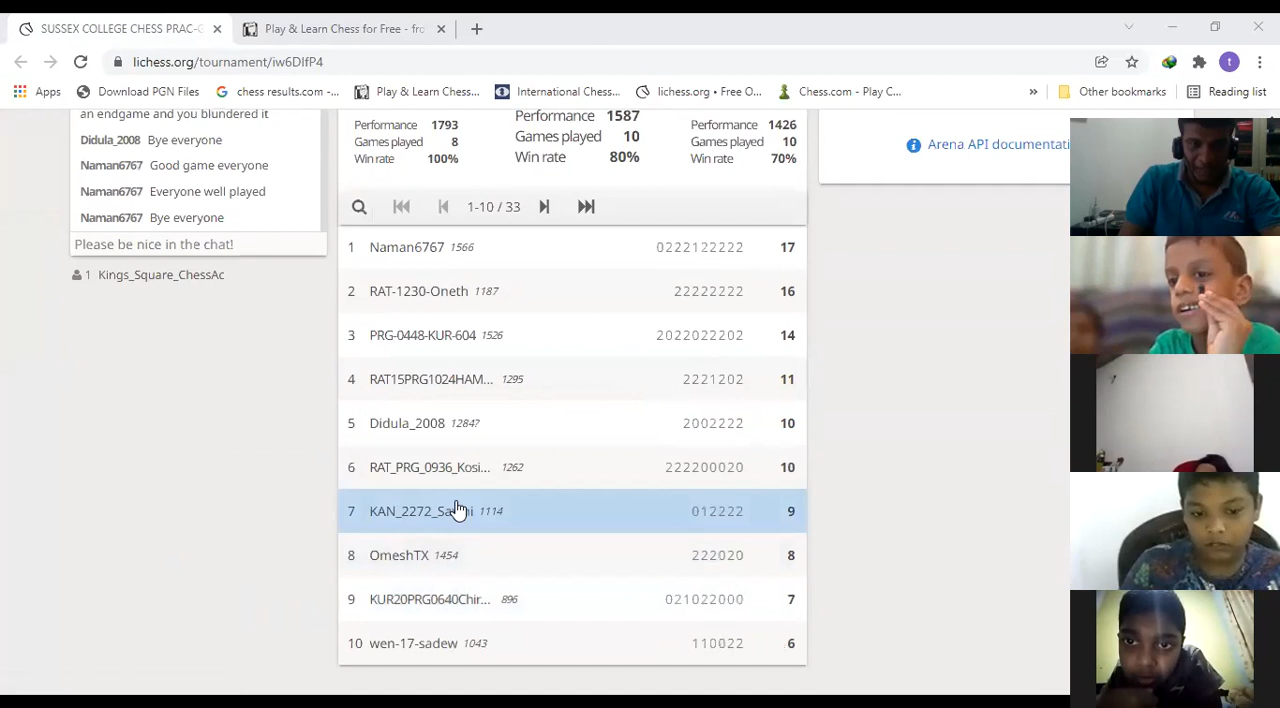 SUSSEX COLLEGE CHESS PRAC-C
Play & Learn Chess for Free - fro
lichess.org/tournament/iw6DIfP4
t
Apps
Download PGN Files
chess results.com -...
Play & Learn Chess...
International Chess...
lichess.org • Free O...
Chess.com - Play C...
»
Other bookmarks
Reading list
an endgame and you blundered it
Didula_2008 Bye everyone
Naman6767 Good game everyone
Naman6767 Everyone well played
Naman6767 Bye everyone
Please be nice in the chat!
1 Kings_Square_ChessAc
Performance 1793
Games played 8
Win rate 100%
Performance 1587
Games played 10
Win rate 80%
Performance 1426
Games played 10
Win rate 70%
Arena API documentati
1-10 / 33
1 Naman6767 1566 0222122222 17
2 RAT-1230-Oneth 1187 22222222 16
3 PRG-0448-KUR-604 1526 2022022202 14
4 RAT15PRG1024HAM... 1295 2221202 11
5 Didula_2008 1284? 2002222 10
6 RAT_PRG_0936_Kosi... 1262 222200020 10
7 1114 012222 9
8 OmeshTX 1454 222020 8
9 KUR20PRG0640Chir... 896 021022000 7
10 wen-17-sadew 1043 110022 6